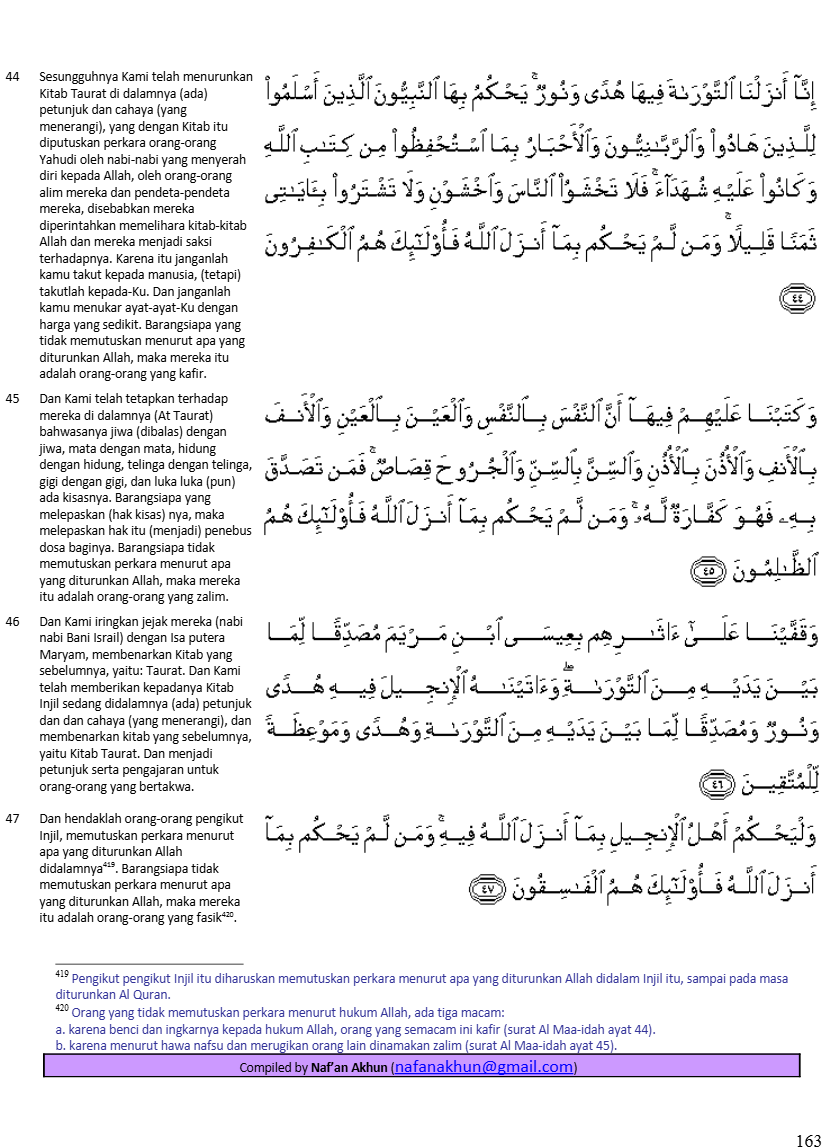 44
Sesungguhnya Kami telah menurunkan
Kitab Taurat di dalamnya (ada)
petunjuk dan cahaya (yang
menerangi), yang dengan Kitab itu
diputuskan perkara orang-orang
Yahudi oleh nabi-nabi yang menyerah
diri kepada Allah, oleh orang-orang
alim mereka dan pendeta-pendeta
mereka, disebabkan mereka
diperintahkan memelihara kitab-kitab
Allah dan mereka menjadi saksi
terhadapnya. Karena itu janganlah
kamu takut kepada manusia, (tetapi)
takutlah kepada-Ku. Dan janganlah
kamu menukar ayat-ayat-Ku dengan
harga yang sedikit. Barangsiapa yang
tidak memutuskan menurut apa yang
diturunkan Allah, maka mereka itu
adalah orang-orang yang kafir.
إِنَّآ أَنزَلْنَا ٱلتَّوْرَىٰةَ فِيهَا هُدًى وَنُورٌ ۚ يَحْكُمُ بِهَا ٱلنَّبِيُّونَ ٱلَّذِينَ أَسْلَمُوا۟
لِلَّذِينَ هَادُوا۟ وَٱلرَّبَّـٰنِيُّونَ وَٱلْأَحْبَارُ بِمَا ٱسْتُحْفِظُوا۟ مِن كِتَـٰبِ ٱللَّهِ
وَكَانُوا۟ عَلَيْهِ شُهَدَآءَ ۚ فَلَا تَخْشَوُا۟ ٱلنَّاسَ وَٱخْشَوْنِ وَلَا تَشْتَرُوا۟ بِـَٔايَـٰتِى
ثَمَنًا قَلِيلًا ۚ وَمَن لَّمْ يَحْكُم بِمَآ أَنزَلَ ٱللَّهُ فَأُو۟لَـٰٓئِكَ هُمُ ٱلْكَـٰفِرُونَ
٤٤
45
Dan Kami telah tetapkan terhadap
mereka di dalamnya (At Taurat)
bahwasanya jiwa (dibalas) dengan
jiwa, mata dengan mata, hidung
dengan hidung, telinga dengan telinga,
gigi dengan gigi, dan luka luka (pun)
ada kisasnya. Barangsiapa yang
melepaskan (hak kisas) nya, maka
melepaskan hak itu (menjadi) penebus
dosa baginya. Barangsiapa tidak
memutuskan perkara menurut apa
yang diturunkan Allah, maka mereka
itu adalah orang-orang yang zalim.
وَكَتَبْنَا عَلَيْهِمْ فِيهَآ أَنَّ ٱلنَّفْسَ بِٱلنَّفْسِ وَٱلْعَيْنَ بِٱلْعَيْنِ وَٱلْأَنفَ
بِٱلْأَنفِ وَٱلْأُذُنَ بِٱلْأُذُنِ وَٱلسِّنَّ بِٱلسِّنِّ وَٱلْجُرُوحَ قِصَاصٌ ۚ فَمَن تَصَدَّقَ
بِهِۦ فَهُوَ كَفَّارَةٌ لَّهُۥ ۚ وَمَن لَّمْ يَحْكُم بِمَآ أَنزَلَ ٱللَّهُ فَأُو۟لَـٰٓئِكَ هُمُ
ٱلظَّـٰلِمُونَ ٤٥
46
Dan Kami iringkan jejak mereka (nabi
nabi Bani Israil) dengan Isa putera
Maryam, membenarkan Kitab yang
sebelumnya, yaitu: Taurat. Dan Kami
telah memberikan kepadanya Kitab
Injil sedang didalamnya (ada) petunjuk
dan dan cahaya (yang menerangi), dan
membenarkan kitab yang sebelumnya,
yaitu Kitab Taurat. Dan menjadi
petunjuk serta pengajaran untuk
orang-orang yang bertakwa.
وَقَفَّيْنَا عَلَىٰٓ ءَاثَـٰرِهِم بِعِيسَى ٱبْنِ مَرْيَمَ مُصَدِّقًا لِّمَا
بَيْنَ يَدَيْهِ مِنَ ٱلتَّوْرَىٰةِ ۖ وَءَاتَيْنَـٰهُ ٱلْإِنجِيلَ فِيهِ هُدًى
وَنُورٌ وَمُصَدِّقًا لِّمَا بَيْنَ يَدَيْهِ مِنَ ٱلتَّوْرَىٰةِ وَهُدًى وَمَوْعِظَةً
لِّلْمُتَّقِينَ ٤٦
47
Dan hendaklah orang-orang pengikut
Injil, memutuskan perkara menurut
apa yang diturunkan Allah
didalamnya⁴¹⁹. Barangsiapa tidak
memutuskan perkara menurut apa
yang diturunkan Allah, maka mereka
itu adalah orang-orang yang fasik⁴²⁰.
وَلْيَحْكُمْ أَهْلُ ٱلْإِنجِيلِ بِمَآ أَنزَلَ ٱللَّهُ فِيهِ ۚ وَمَن لَّمْ يَحْكُم بِمَآ
أَنزَلَ ٱللَّهُ فَأُو۟لَـٰٓئِكَ هُمُ ٱلْفَـٰسِقُونَ ٤٧
⁴¹⁹ Pengikut pengikut Injil itu diharuskan memutuskan perkara menurut apa yang diturunkan Allah didalam Injil itu, sampai pada masa
diturunkan Al Quran.
⁴²⁰ Orang yang tidak memutuskan perkara menurut hukum Allah, ada tiga macam:
a. karena benci dan ingkarnya kepada hukum Allah, orang yang semacam ini kafir (surat Al Maa-idah ayat 44).
b. karena menurut hawa nafsu dan merugikan orang lain dinamakan zalim (surat Al Maa-idah ayat 45).
Compiled by Naf’an Akhun (nafanakhun@gmail.com)
163